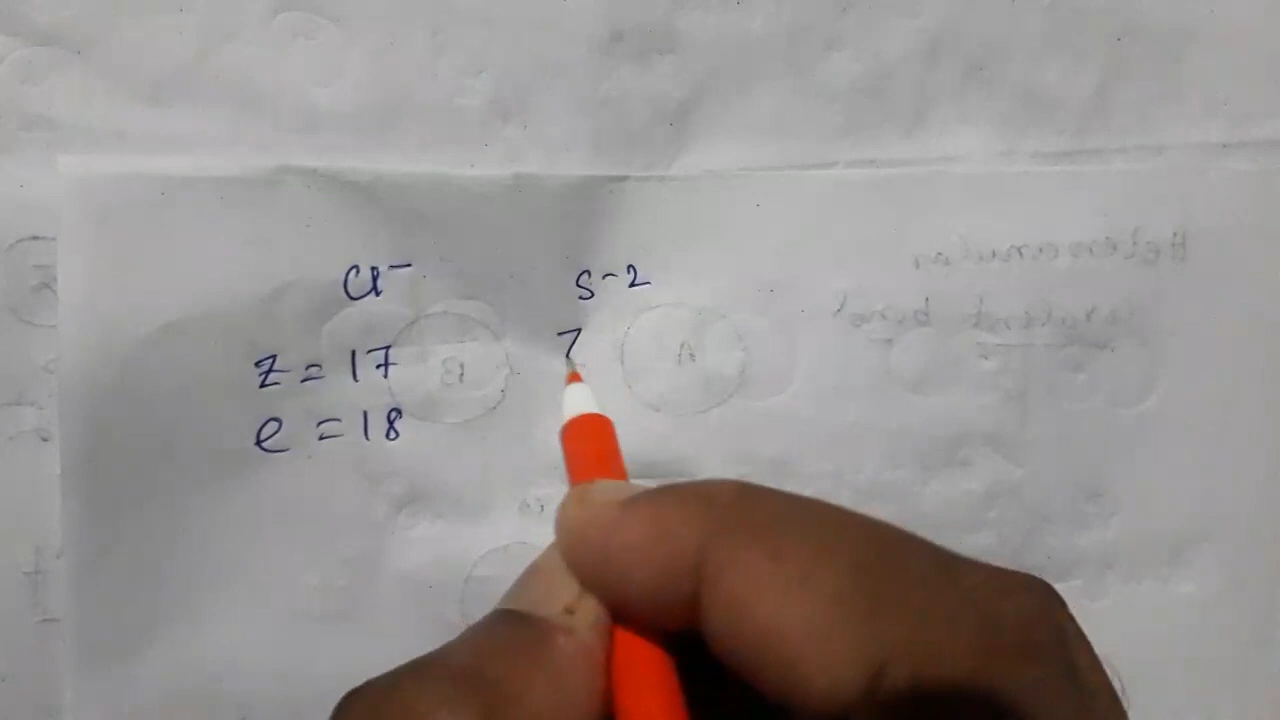 Cl⁻ S-2
z = 17 Z
e = 18